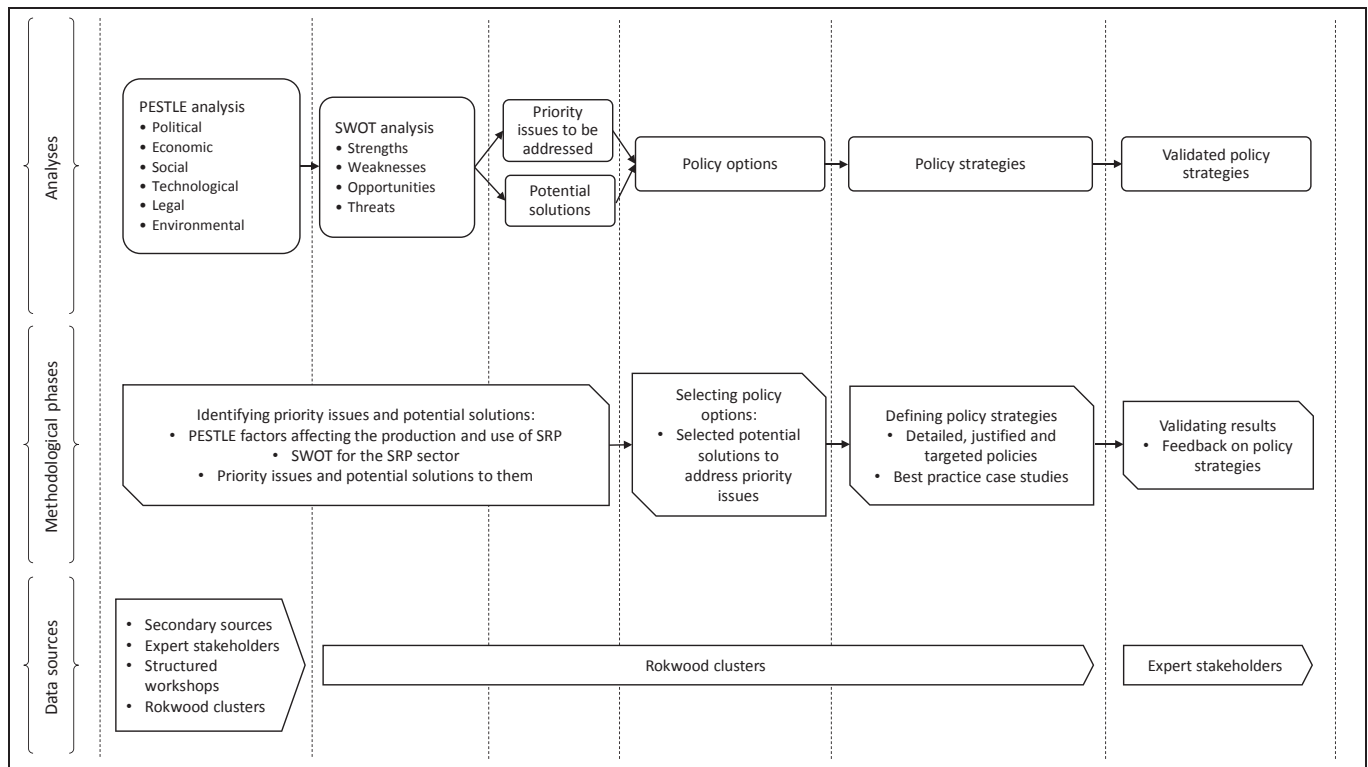 Analyses
PESTLE analysis
• Political
• Economic
• Social
• Technological
• Legal
• Environmental
SWOT analysis
• Strengths
• Weaknesses
• Opportunities
• Threats
Priority
issues to be
addressed
Potential
solutions
Policy options
Policy strategies
Validated policy
strategies
Methodological phases
Identifying priority issues and potential solutions:
• PESTLE factors affecting the production and use of SRP
• SWOT for the SRP sector
• Priority issues and potential solutions to them
Selecting policy
options:
• Selected potential
solutions to
address priority
issues
Defining policy strategies
• Detailed, justified and
targeted policies
• Best practice case studies
Validating results
• Feedback on policy
strategies
Data sources
• Secondary sources
• Expert stakeholders
• Structured
workshops
• Rokwood clusters
Rokwood clusters
Expert stakeholders